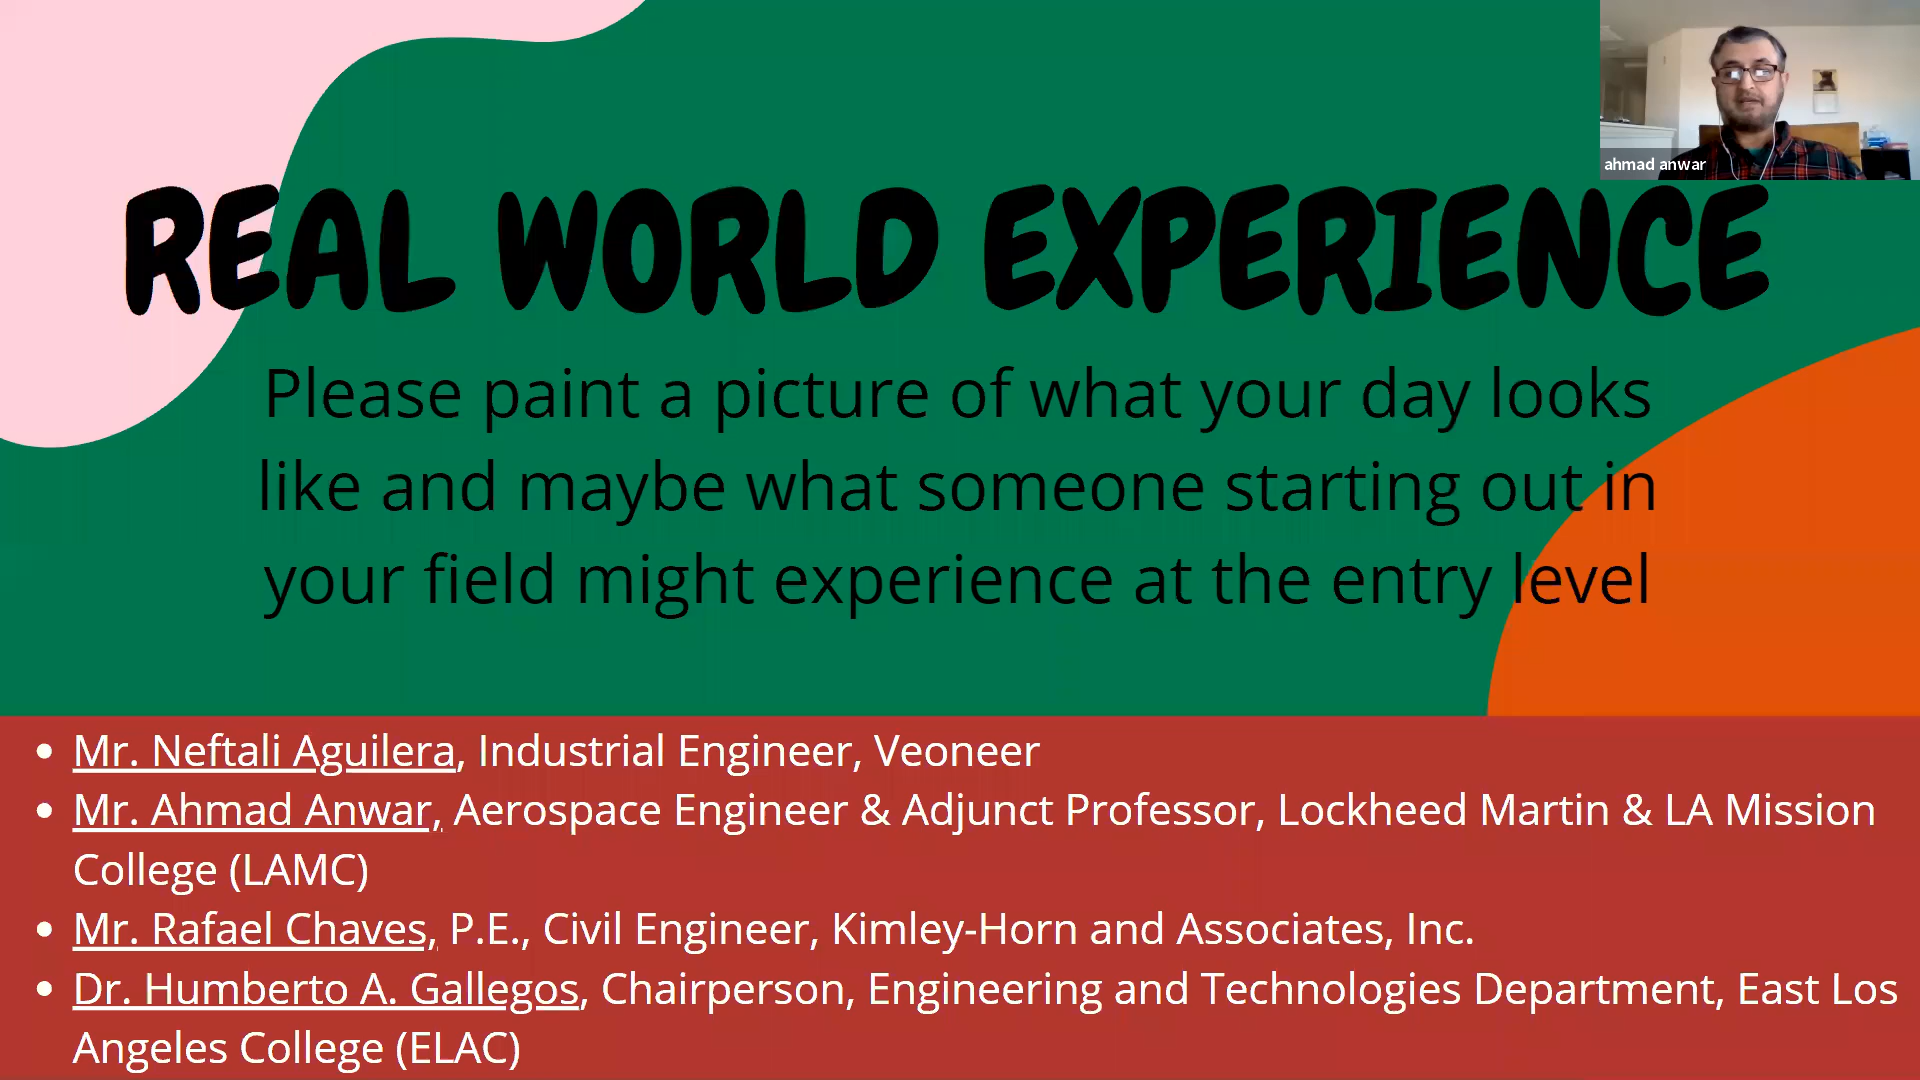 ahmad anwar
REAL WORLD EXPERIENCE
Please paint a picture of what your day looks
like and maybe what someone starting out in
your field might experience at the entry level
• Mr. Neftali Aguilera, Industrial Engineer, Veoneer
• Mr. Ahmad Anwar, Aerospace Engineer & Adjunct Professor, Lockheed Martin & LA Mission
College (LAMC)
• Mr. Rafael Chaves, P.E., Civil Engineer, Kimley-Horn and Associates, Inc.
• Dr. Humberto A. Gallegos, Chairperson, Engineering and Technologies Department, East Los
Angeles College (ELAC)